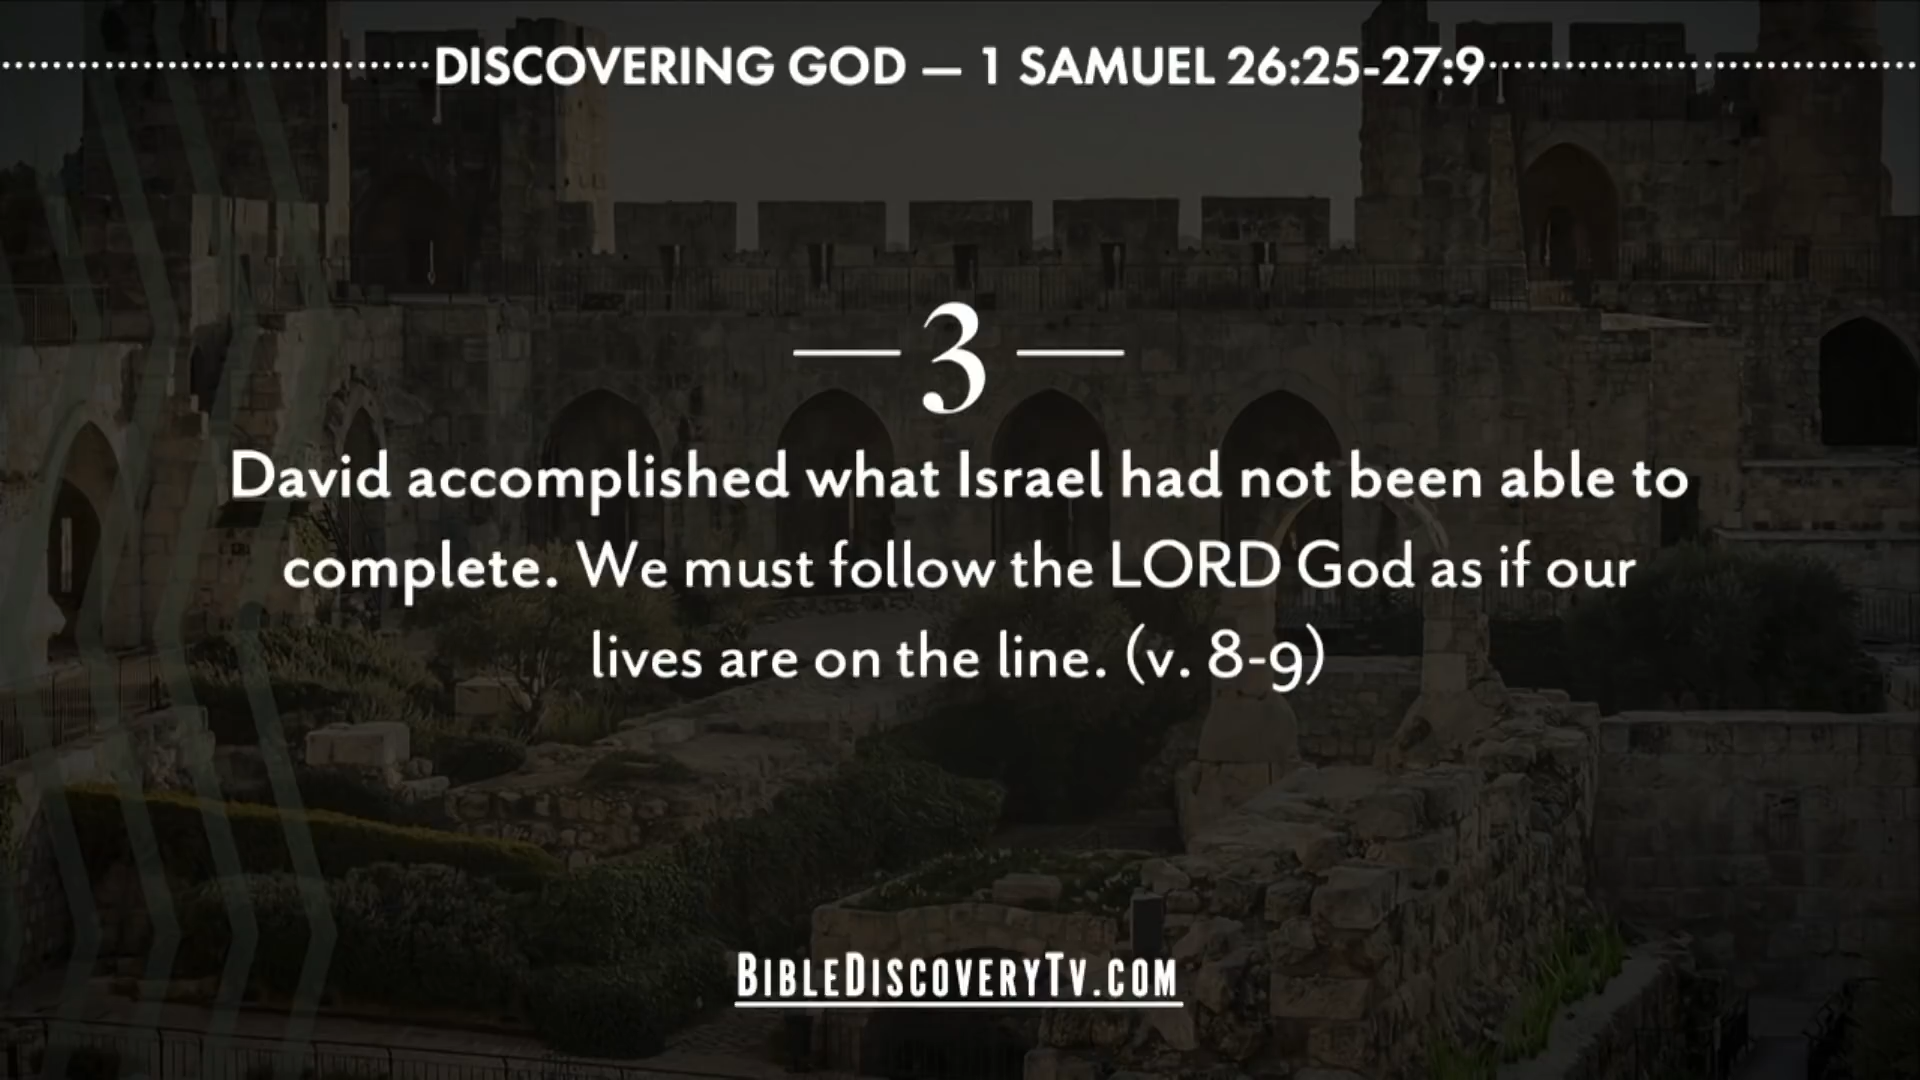 DISCOVERING GOD — 1 SAMUEL 26:25-27:9
3
David accomplished what Israel had not been able to
complete. We must follow the LORD God as if our
lives are on the line. (v. 8-9)
BIBLEDISCOVERYTV.COM